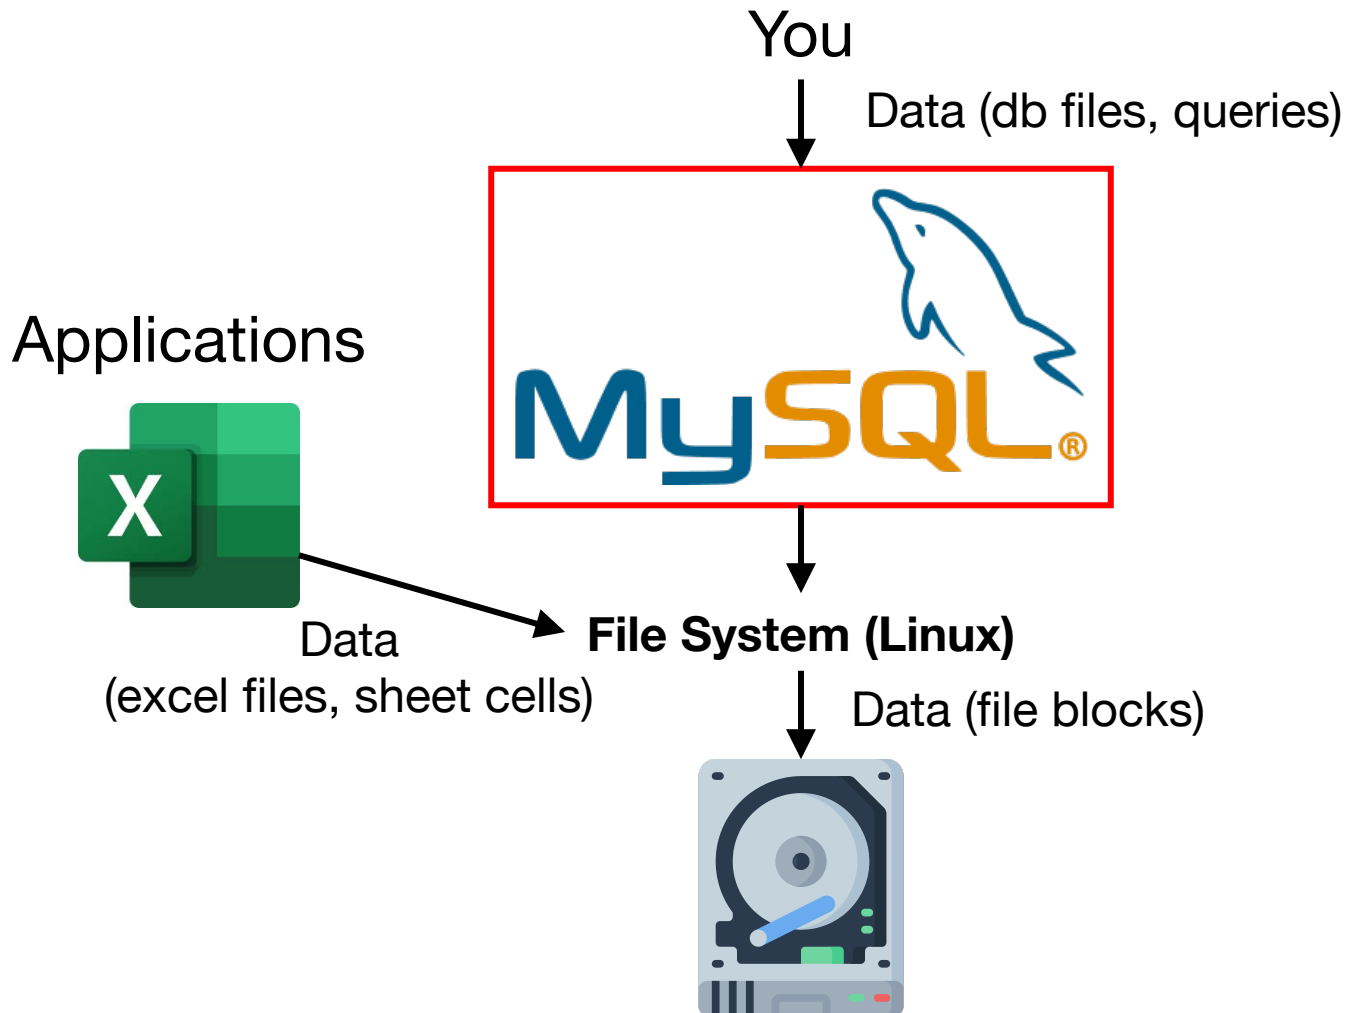 You
Data (db files, queries)
MySQL®
Applications
X
File System (Linux)
Data
(excel files, sheet cells)
Data (file blocks)